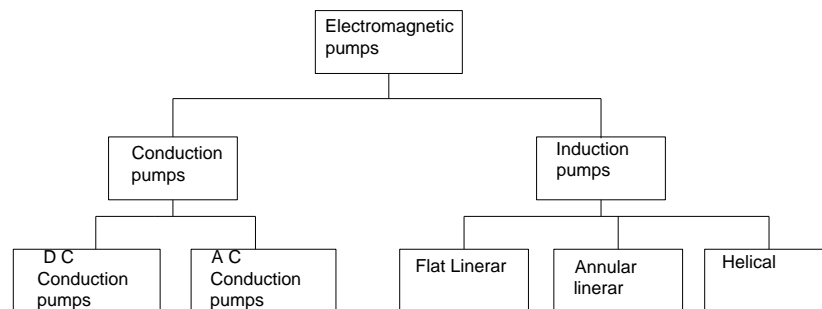 Electromagnetic
pumps
Conduction
pumps
Induction
pumps
D C
Conduction
pumps
A C
Conduction
pumps
Flat Linerar
Annular
linerar
Helical